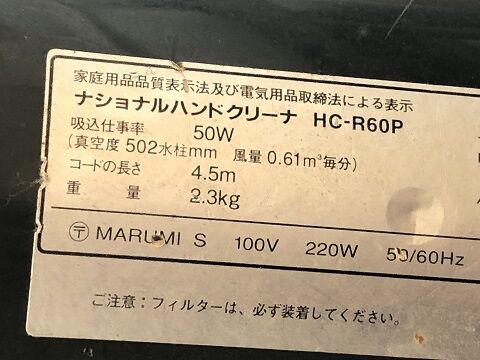 家庭用品品質表示法及び電気用品取締法による表示
ナショナルハンドクリーナ HC-R60P
吸込仕事率 50W
(真空度 502水柱mm 風量 0.61m³毎分)
コードの長さ 4.5m
重量 2.3kg
〒 MARUMI S 100V 220W 50/60Hz
ご注意:フィルターは、必ず装着してください。